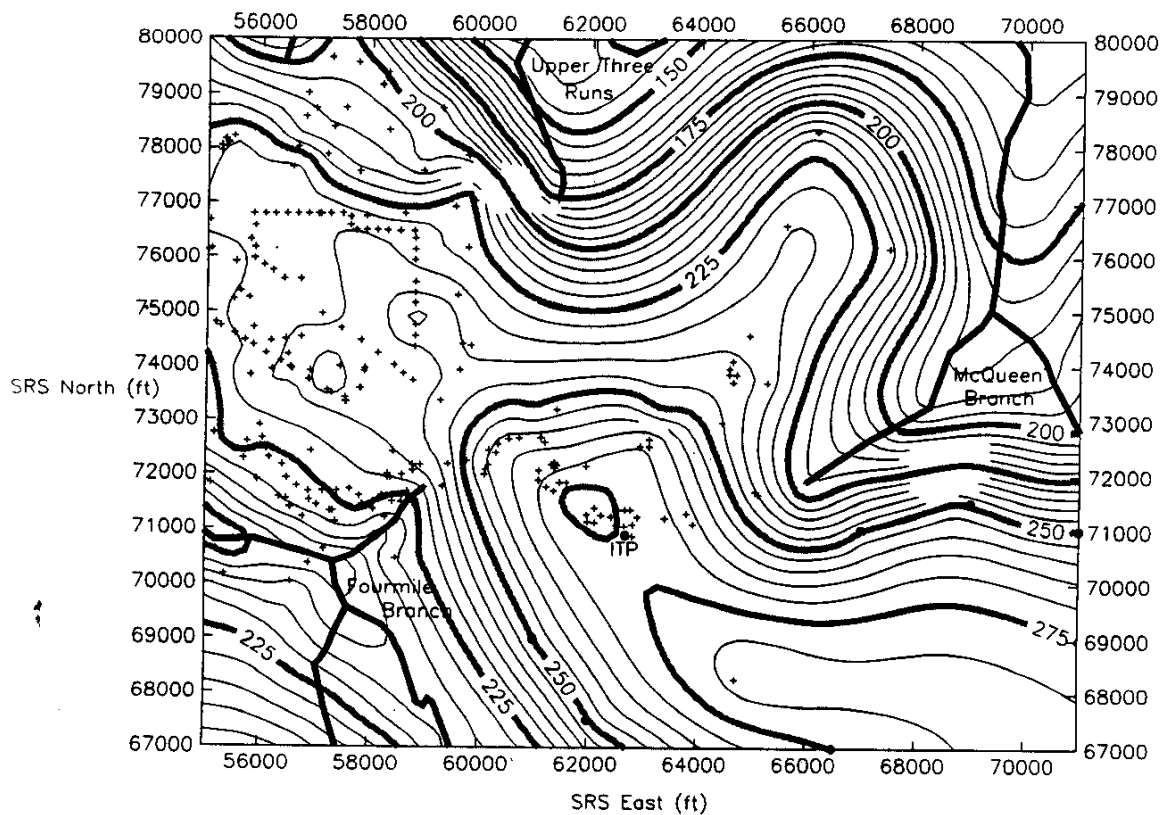 56000 58000 60000 62000 64000 66000 68000 70000
80000 80000
79000 79000
78000 78000
77000 77000
76000 76000
75000 75000
74000 74000
73000 73000
72000 72000
71000 71000
70000 70000
69000 69000
68000 68000
67000 67000
Upper Three
Runs
150
200
175
200
225
SRS North (ft)
McQueen
Branch
200
250
ITP
Fourmile
Branch
275
225
225
250
56000 58000 60000 62000 64000 66000 68000 70000
SRS East (ft)